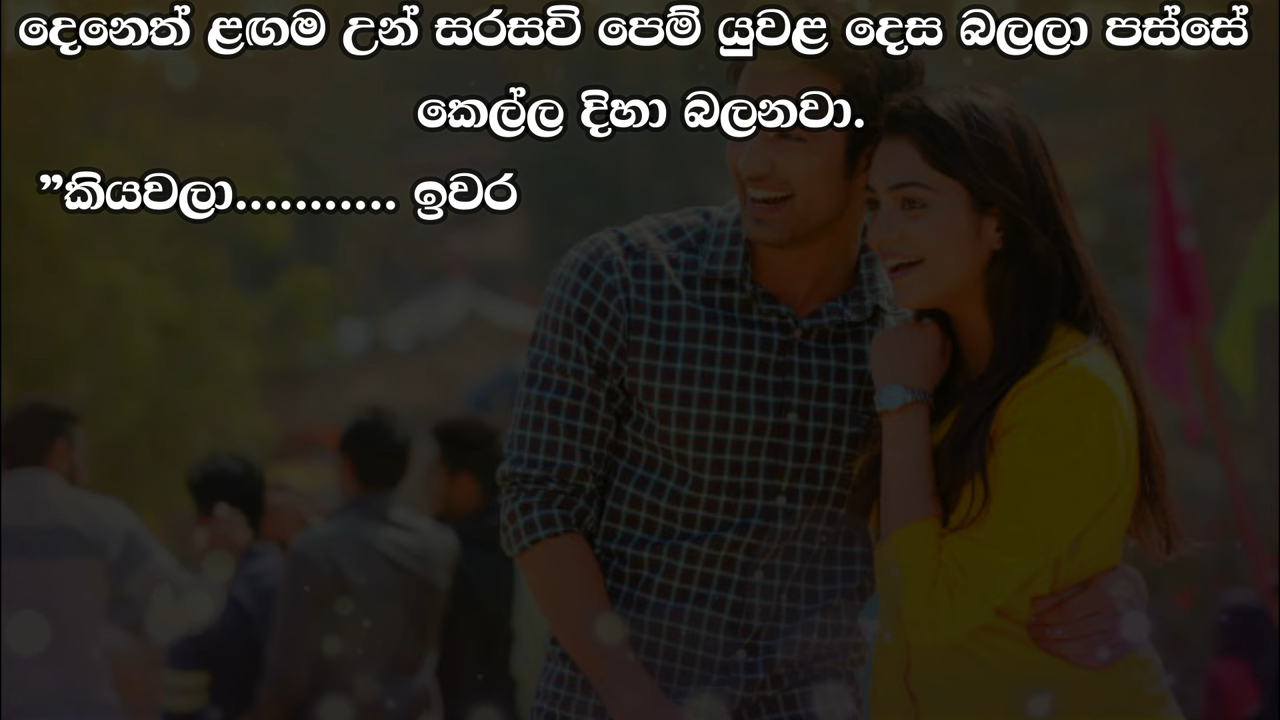 දෙනෙත් ළඟම උන් සරසවි පෙම් යුවළ දෙස බලලා පස්සේ
කෙල්ල දිහා බලනවා.
”කියවලා........... ඉවර